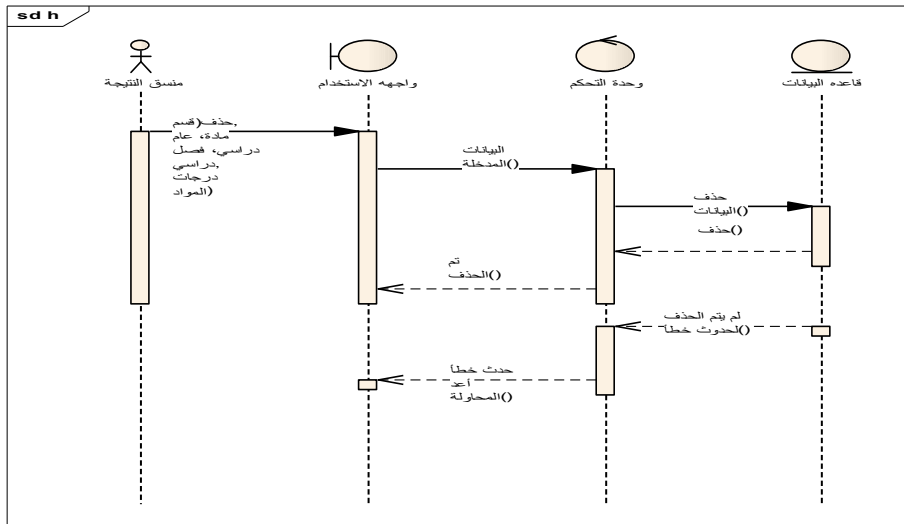 sd h
منسق النتيجة
واجهه الاستخدام
وحدة التحكم
قاعده البيانات
حذف(قسم,
مادة، عام
دراسي، فصل
دراسي,
درجات
المواد)
البيانات
المدخلة()
حذف
البيانات()
حذف()
تم
الحذف()
لم يتم الحذف
لحدوث خطأ()
حدث خطأ
أعد
المحاولة()